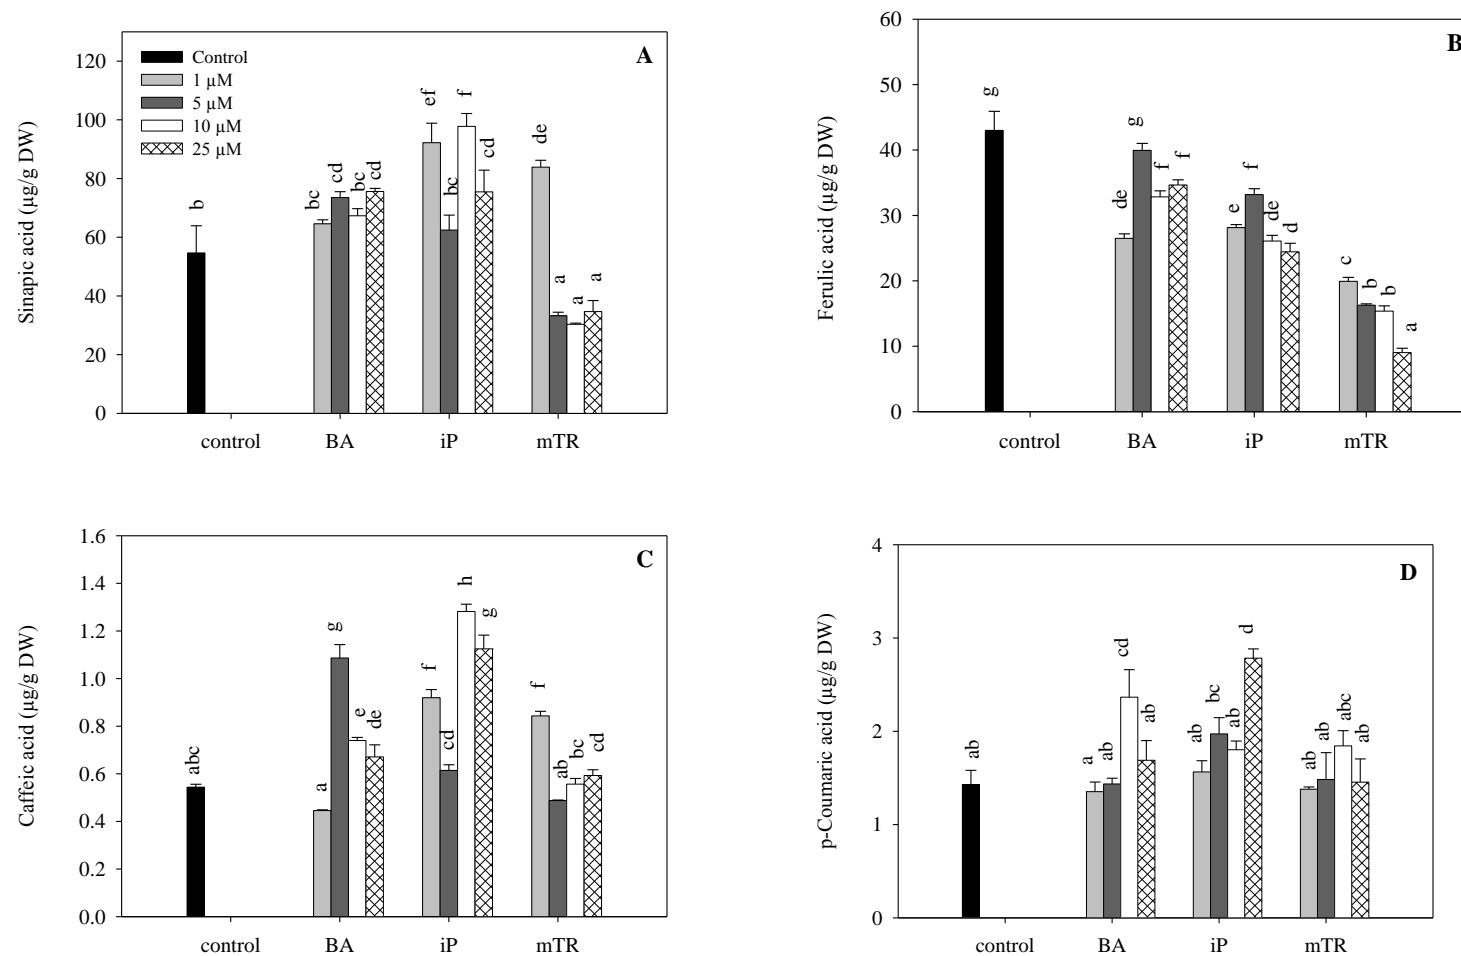 A
Control
1 µM
5 µM
10 µM
25 µM
Sinapic acid (µg/g DW)
120
100
80
60
40
20
0
b
bc
cd
bc
cd
ef
bc
f
cd
de
a
a
a
control
BA
iP
mTR
B
Ferulic acid (µg/g DW)
60
50
40
30
20
10
0
g
de
g
f
f
e
f
de
d
c
b
b
a
control
BA
iP
mTR
C
Caffeic acid (µg/g DW)
1.6
1.4
1.2
1.0
0.8
0.6
0.4
0.2
0.0
abc
a
g
e
de
f
cd
h
g
f
ab
bc
cd
control
BA
iP
mTR
D
p-Coumaric acid (µg/g DW)
4
3
2
1
0
ab
a
ab
cd
ab
ab
bc
ab
d
ab
ab
abc
ab
control
BA
iP
mTR